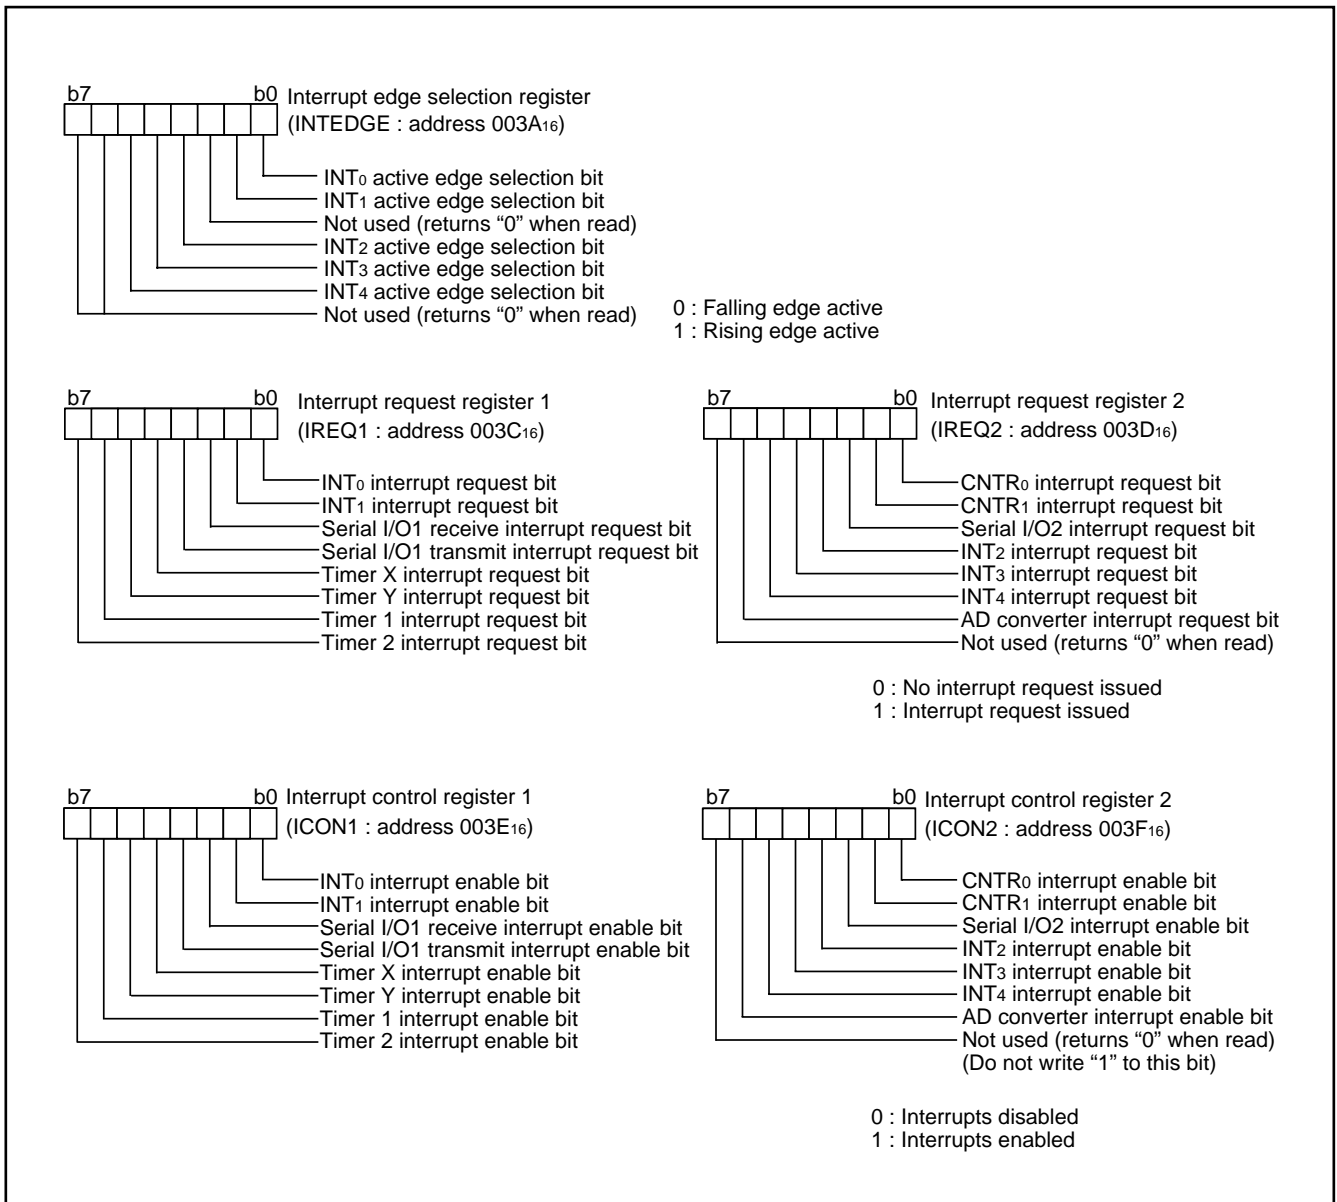 b7 b0 Interrupt edge selection register
(INTEDGE : address 003A16)
INT0 active edge selection bit
INT1 active edge selection bit
Not used (returns “0” when read)
INT2 active edge selection bit
INT3 active edge selection bit
INT4 active edge selection bit
Not used (returns “0” when read)
0 : Falling edge active
1 : Rising edge active
b7 b0 Interrupt request register 1
(IREQ1 : address 003C16)
INT0 interrupt request bit
INT1 interrupt request bit
Serial I/O1 receive interrupt request bit
Serial I/O1 transmit interrupt request bit
Timer X interrupt request bit
Timer Y interrupt request bit
Timer 1 interrupt request bit
Timer 2 interrupt request bit
b7 b0 Interrupt request register 2
(IREQ2 : address 003D16)
CNTR0 interrupt request bit
CNTR1 interrupt request bit
Serial I/O2 interrupt request bit
INT2 interrupt request bit
INT3 interrupt request bit
INT4 interrupt request bit
AD converter interrupt request bit
Not used (returns “0” when read)
0 : No interrupt request issued
1 : Interrupt request issued
b7 b0 Interrupt control register 1
(ICON1 : address 003E16)
INT0 interrupt enable bit
INT1 interrupt enable bit
Serial I/O1 receive interrupt enable bit
Serial I/O1 transmit interrupt enable bit
Timer X interrupt enable bit
Timer Y interrupt enable bit
Timer 1 interrupt enable bit
Timer 2 interrupt enable bit
b7 b0 Interrupt control register 2
(ICON2 : address 003F16)
CNTR0 interrupt enable bit
CNTR1 interrupt enable bit
Serial I/O2 interrupt enable bit
INT2 interrupt enable bit
INT3 interrupt enable bit
INT4 interrupt enable bit
AD converter interrupt enable bit
Not used (returns “0” when read)
(Do not write “1” to this bit)
0 : Interrupts disabled
1 : Interrupts enabled